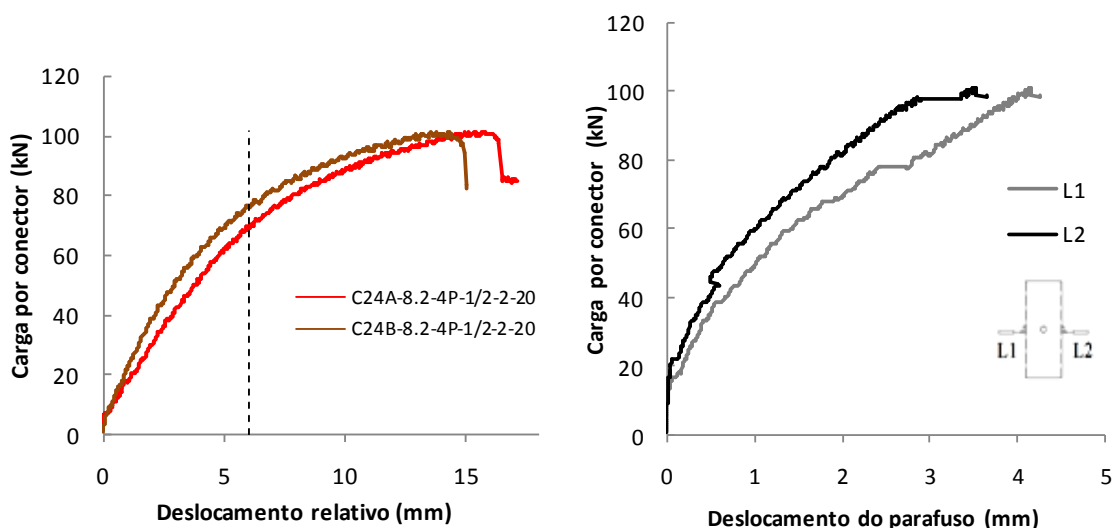 Carga por conector (kN)
120
100
80
60
40
20
0
0 5 10 15
Deslocamento relativo (mm)
C24A-8.2-4P-1/2-2-20
C24B-8.2-4P-1/2-2-20
Carga por conector (kN)
120
100
80
60
40
20
0
0 1 2 3 4 5
Deslocamento do parafuso (mm)
L1
L2
L1 L2